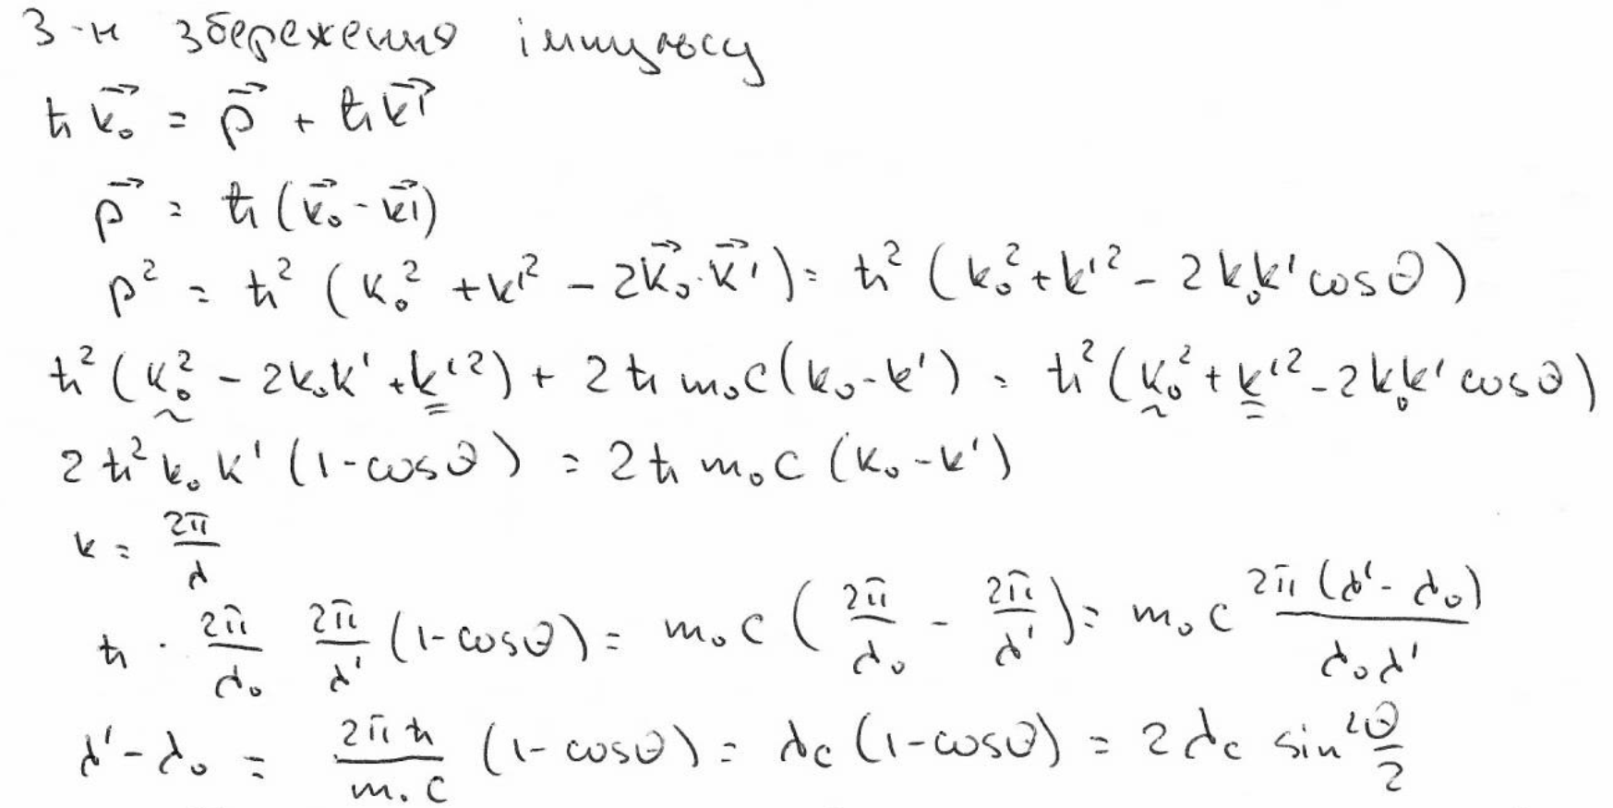 З-н збереження імпульсу
ħk⃗₀ = p⃗ + ħk⃗'
p⃗ = ħ(k⃗₀ - k⃗')
p² = ħ²(k₀² + k'² - 2k⃗₀·k⃗') = ħ²(k₀² + k'² - 2k₀k'cosθ)
ħ²(k₀² - 2k₀k' + k'²) + 2ħm₀c(k₀ - k') = ħ²(k₀² + k'² - 2k₀k'cosθ)
2ħ²k₀k'(1 - cosθ) = 2ħm₀c(k₀ - k')
k = 2π/λ
ħ · 2π/λ₀ 2π/λ' (1 - cosθ) = m₀c(2π/λ₀ - 2π/λ') = m₀c 2π(λ' - λ₀)/λ₀λ'
λ' - λ₀ = 2πħ/m₀c (1 - cosθ) = λc(1 - cosθ) = 2λc sin² θ/2